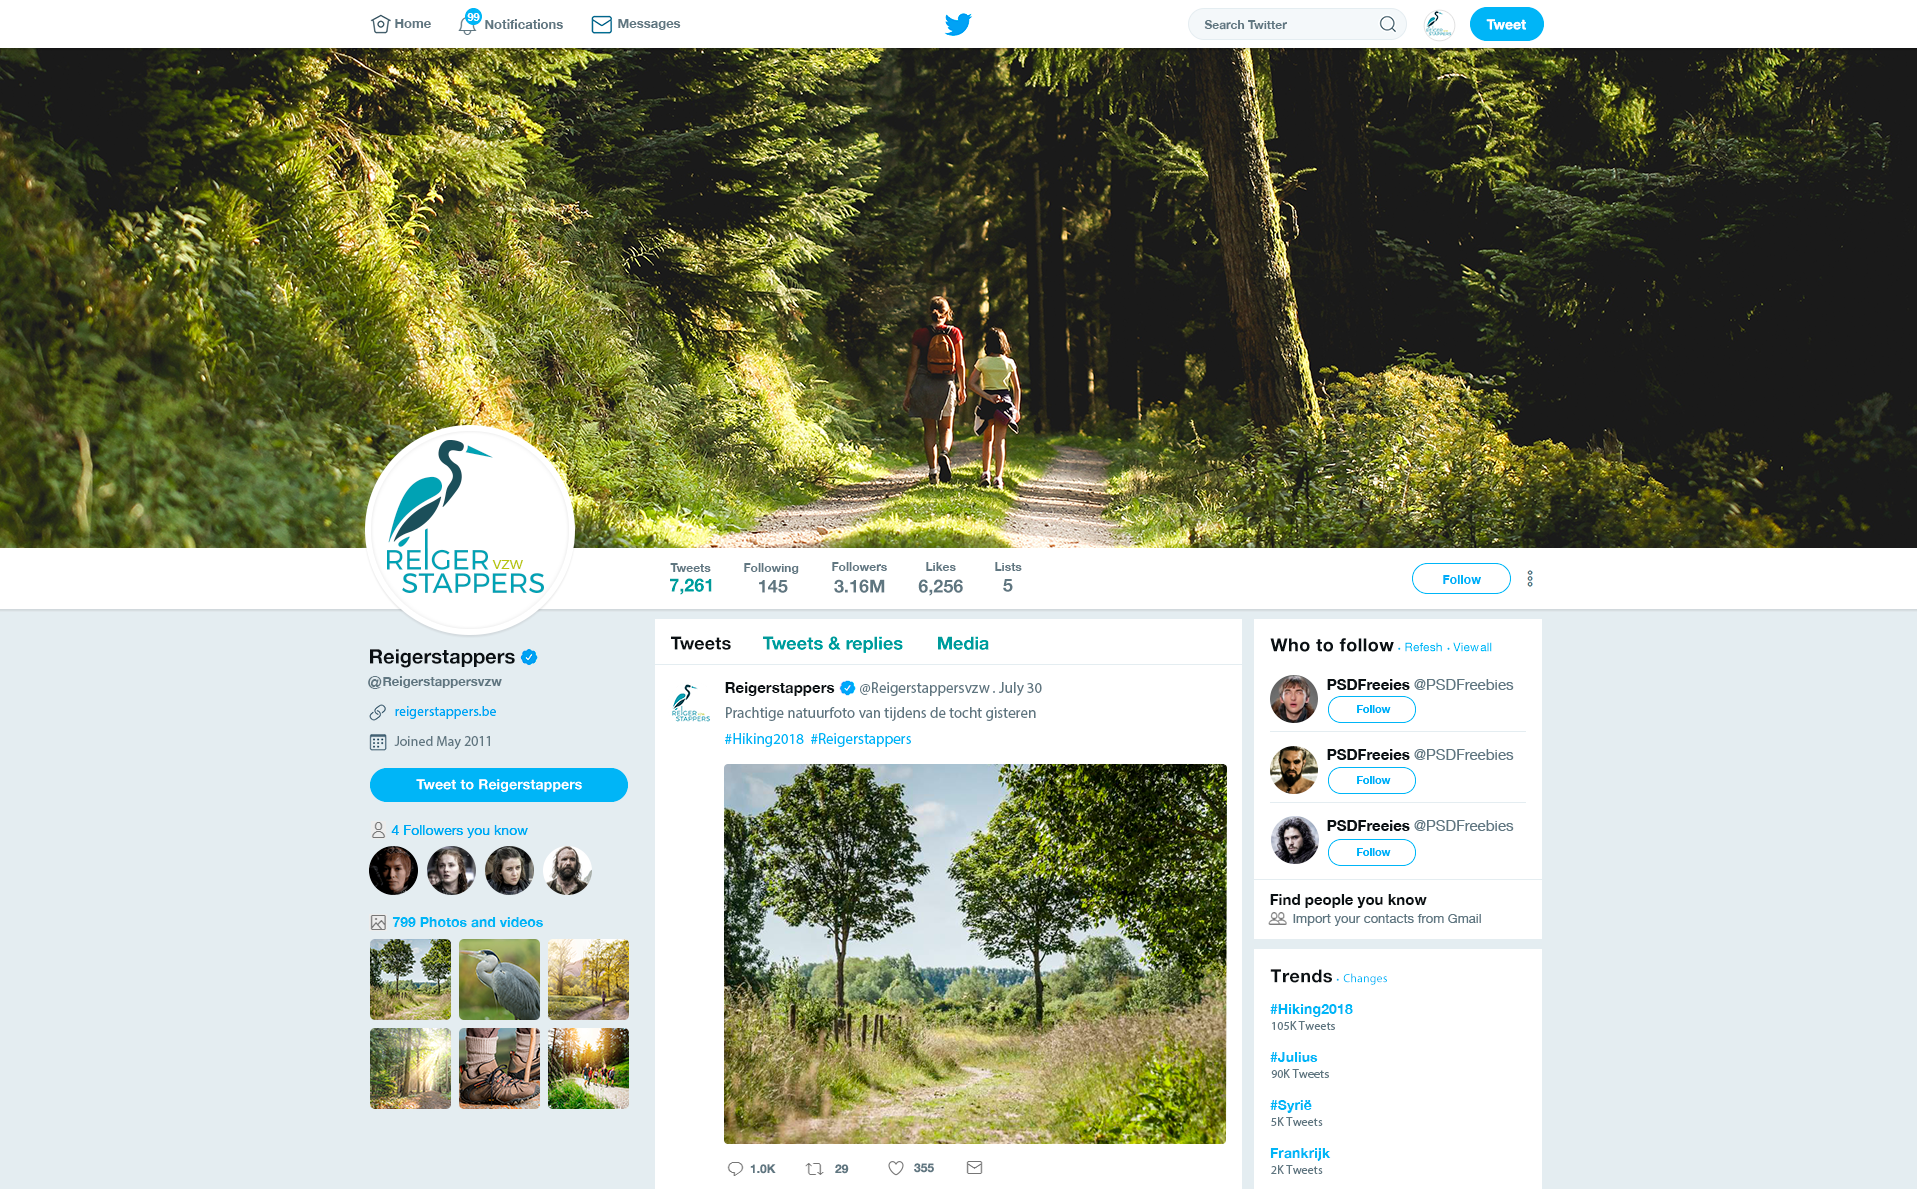 Home
99
Notifications
Messages
Search Twitter
Tweet
REIGER VZW
STAPPERS
Tweets
7,261
Following
145
Followers
3.16M
Likes
6,256
Lists
5
Follow
Reigerstappers
@Reigerstappersvzw
reigerstappers.be
Joined May 2011
Tweet to Reigerstappers
4 Followers you know
799 Photos and videos
Tweets
Tweets & replies
Media
REIGER
STAPPERS
Reigerstappers @Reigerstappersvzw . July 30
Prachtige natuurfoto van tijdens de tocht gisteren
#Hiking2018 #Reigerstappers
1.0K
29
355
Who to follow . Refesh . Viewall
PSDFreeies @PSDFreebies
Follow
PSDFreeies @PSDFreebies
Follow
PSDFreeies @PSDFreebies
Follow
Find people you know
Import your contacts from Gmail
Trends . Changes
#Hiking2018
105K Tweets
#Julius
90K Tweets
#Syrië
5K Tweets
Frankrijk
2K Tweets